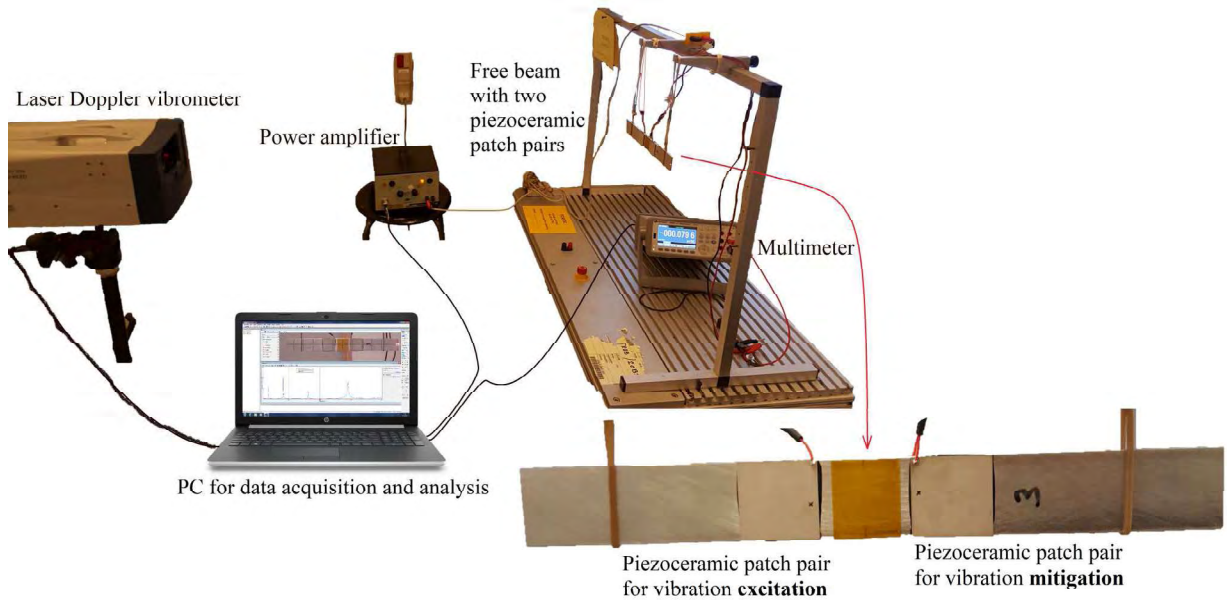 Laser Doppler vibrometer
Power amplifier
Free beam
with two
piezoceramic
patch pairs
000.079 6
Multimeter
PC for data acquisition and analysis
3
Piezoceramic patch pair
for vibration excitation
Piezoceramic patch pair
for vibration mitigation